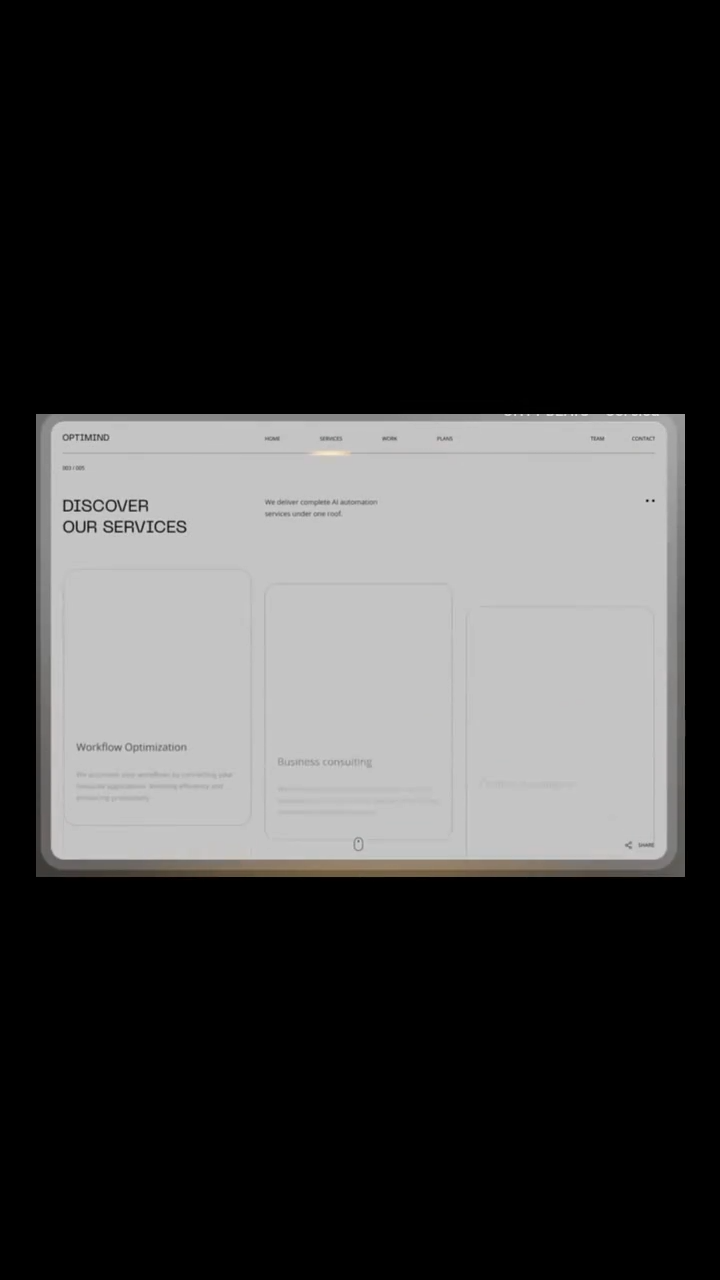 OPTIMIND
HOME SERVICES WORK PLANS TEAM CONTACT
003 / 005
DISCOVER
OUR SERVICES
We deliver complete AI automation
services under one roof.
Workflow Optimization
We automate your workflows by connecting your
favourite applications, boosting efficiency and
enhancing productivity.
Business consulting
SHARE